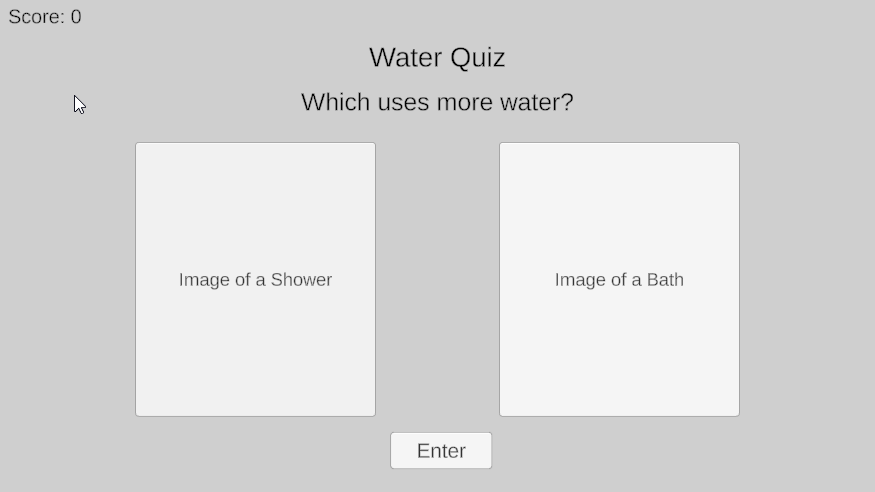 Score: 0
Water Quiz
Which uses more water?
Image of a Shower
Image of a Bath
Enter